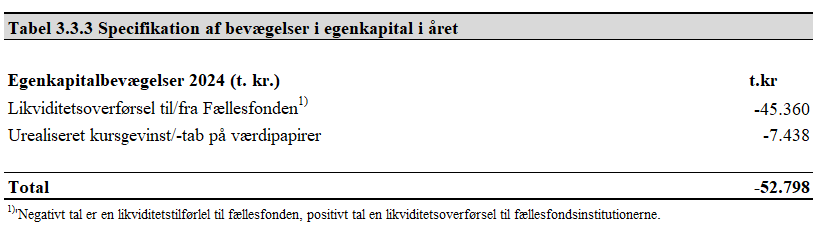 Tabel 3.3.3 Specifikation af bevægelser i egenkapital i året
Egenkapitalbevægelser 2024 (t. kr.) t.kr
Likviditetsoverførsel til/fra Fællesfonden1) -45.360
Urealiseret kursgevinst/-tab på værdipapirer -7.438
Total -52.798
1)'Negativt tal er en likviditetstilførlel til fællesfonden, positivt tal en likviditetsoverførsel til fællesfondsinstitutionerne.